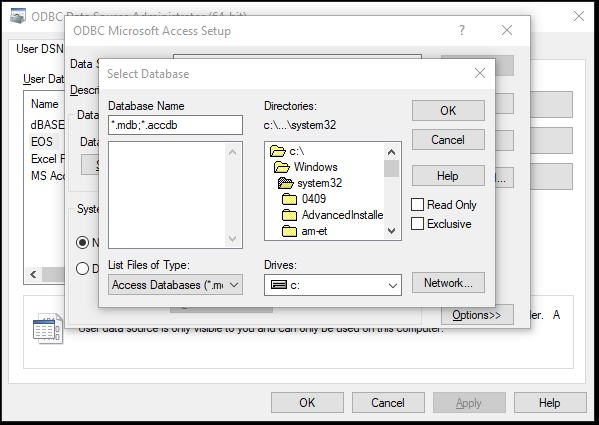 ODBC Data Source Administrator (64-bit)
ODBC Microsoft Access Setup
User DSN
Data S
Select Database
User Dat
Descri
Name
Database Name
Directories:
OK
*.mdb;*.accdb
c:\...\system32
Data
dBASE
EOS
Data
c:\
Cancel
Excel F
Windows
MS Acc
S
system32
Help
...
0409
Read Only
AdvancedInstalle
Syste
Exclusive
am-et
N
D
List Files of Type:
Drives:
Access Databases (*.mc
c:
Network...
Options>>
der. A
User data source is only visible to you and can only be used on this computer.
OK
Cancel
Apply
Help